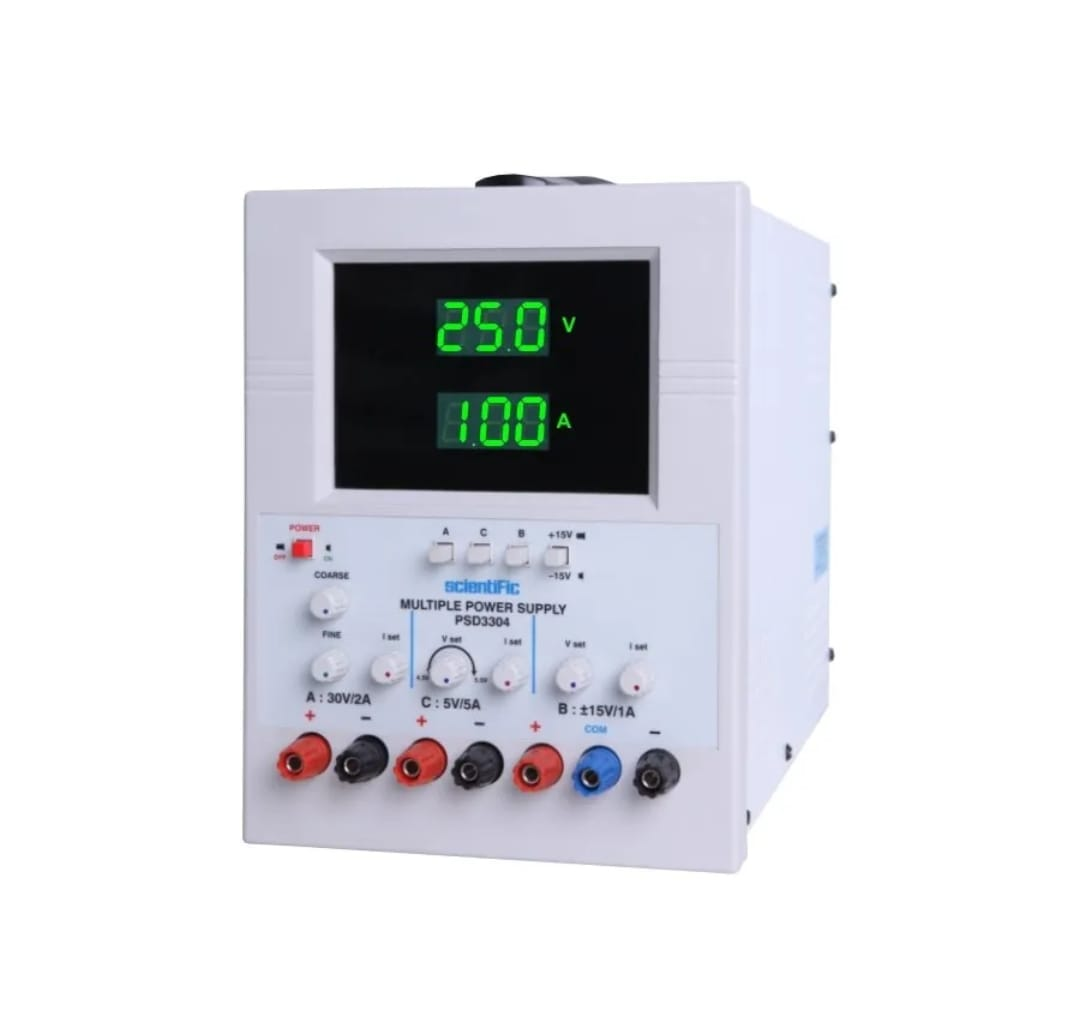 25.0 V
1.00 A
POWER
OFF ON
A C B +15V
-15V
COARSE
scientiFic
MULTIPLE POWER SUPPLY
PSD3304
FINE I set V set I set V set I set
4.5V 5.5V
A : 30V/2A C : 5V/5A B : ±15V/1A
+ − + − + COM −